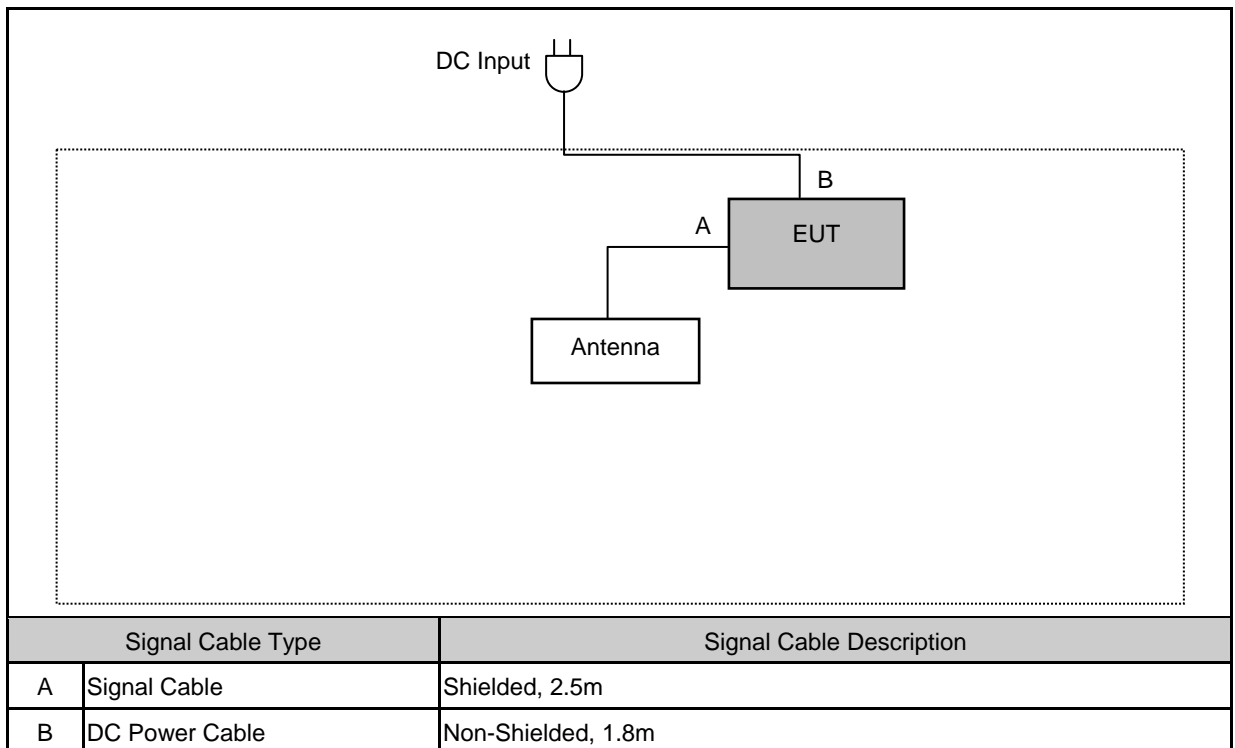 DC Input
B
A
EUT
Antenna
Signal Cable Type Signal Cable Description
A Signal Cable Shielded, 2.5m
B DC Power Cable Non-Shielded, 1.8m